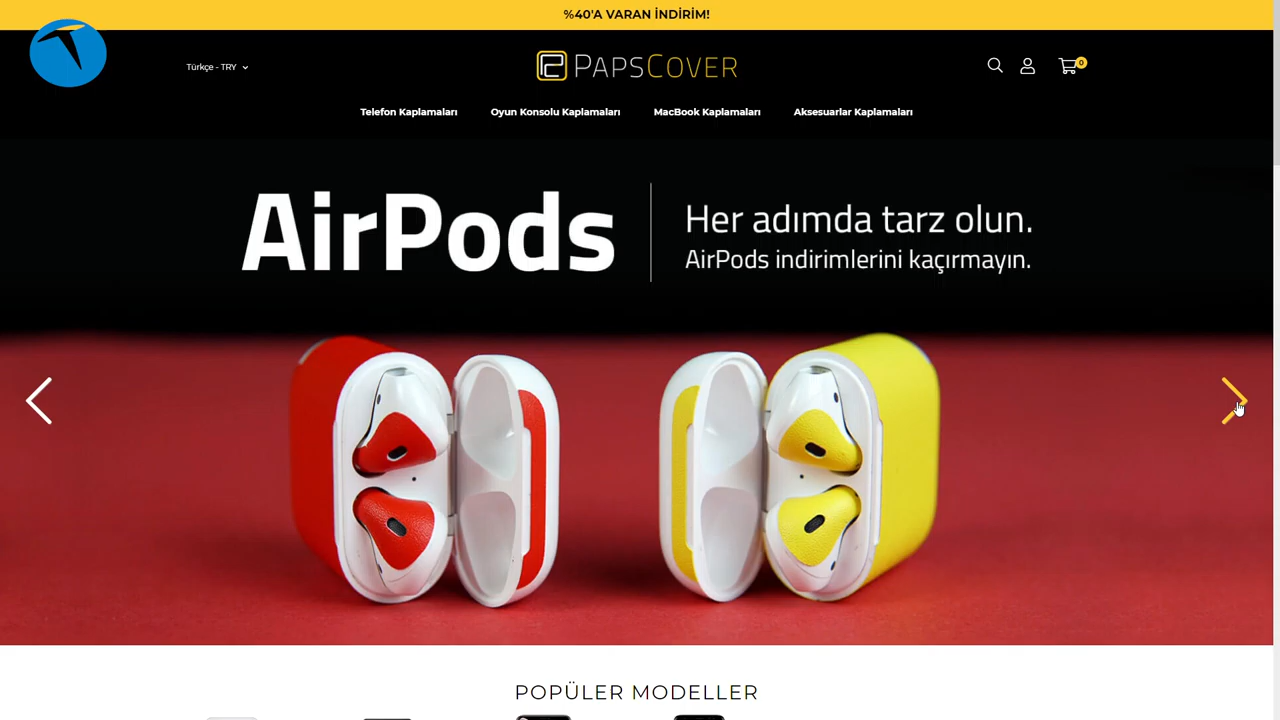 %40'A VARAN İNDİRİM!
Türkçe - TRY
PAPSCOVER
0
Telefon Kaplamaları Oyun Konsolu Kaplamaları MacBook Kaplamaları Aksesuarlar Kaplamaları
AirPods
Her adımda tarz olun.
AirPods indirimlerini kaçırmayın.
POPÜLER MODELLER